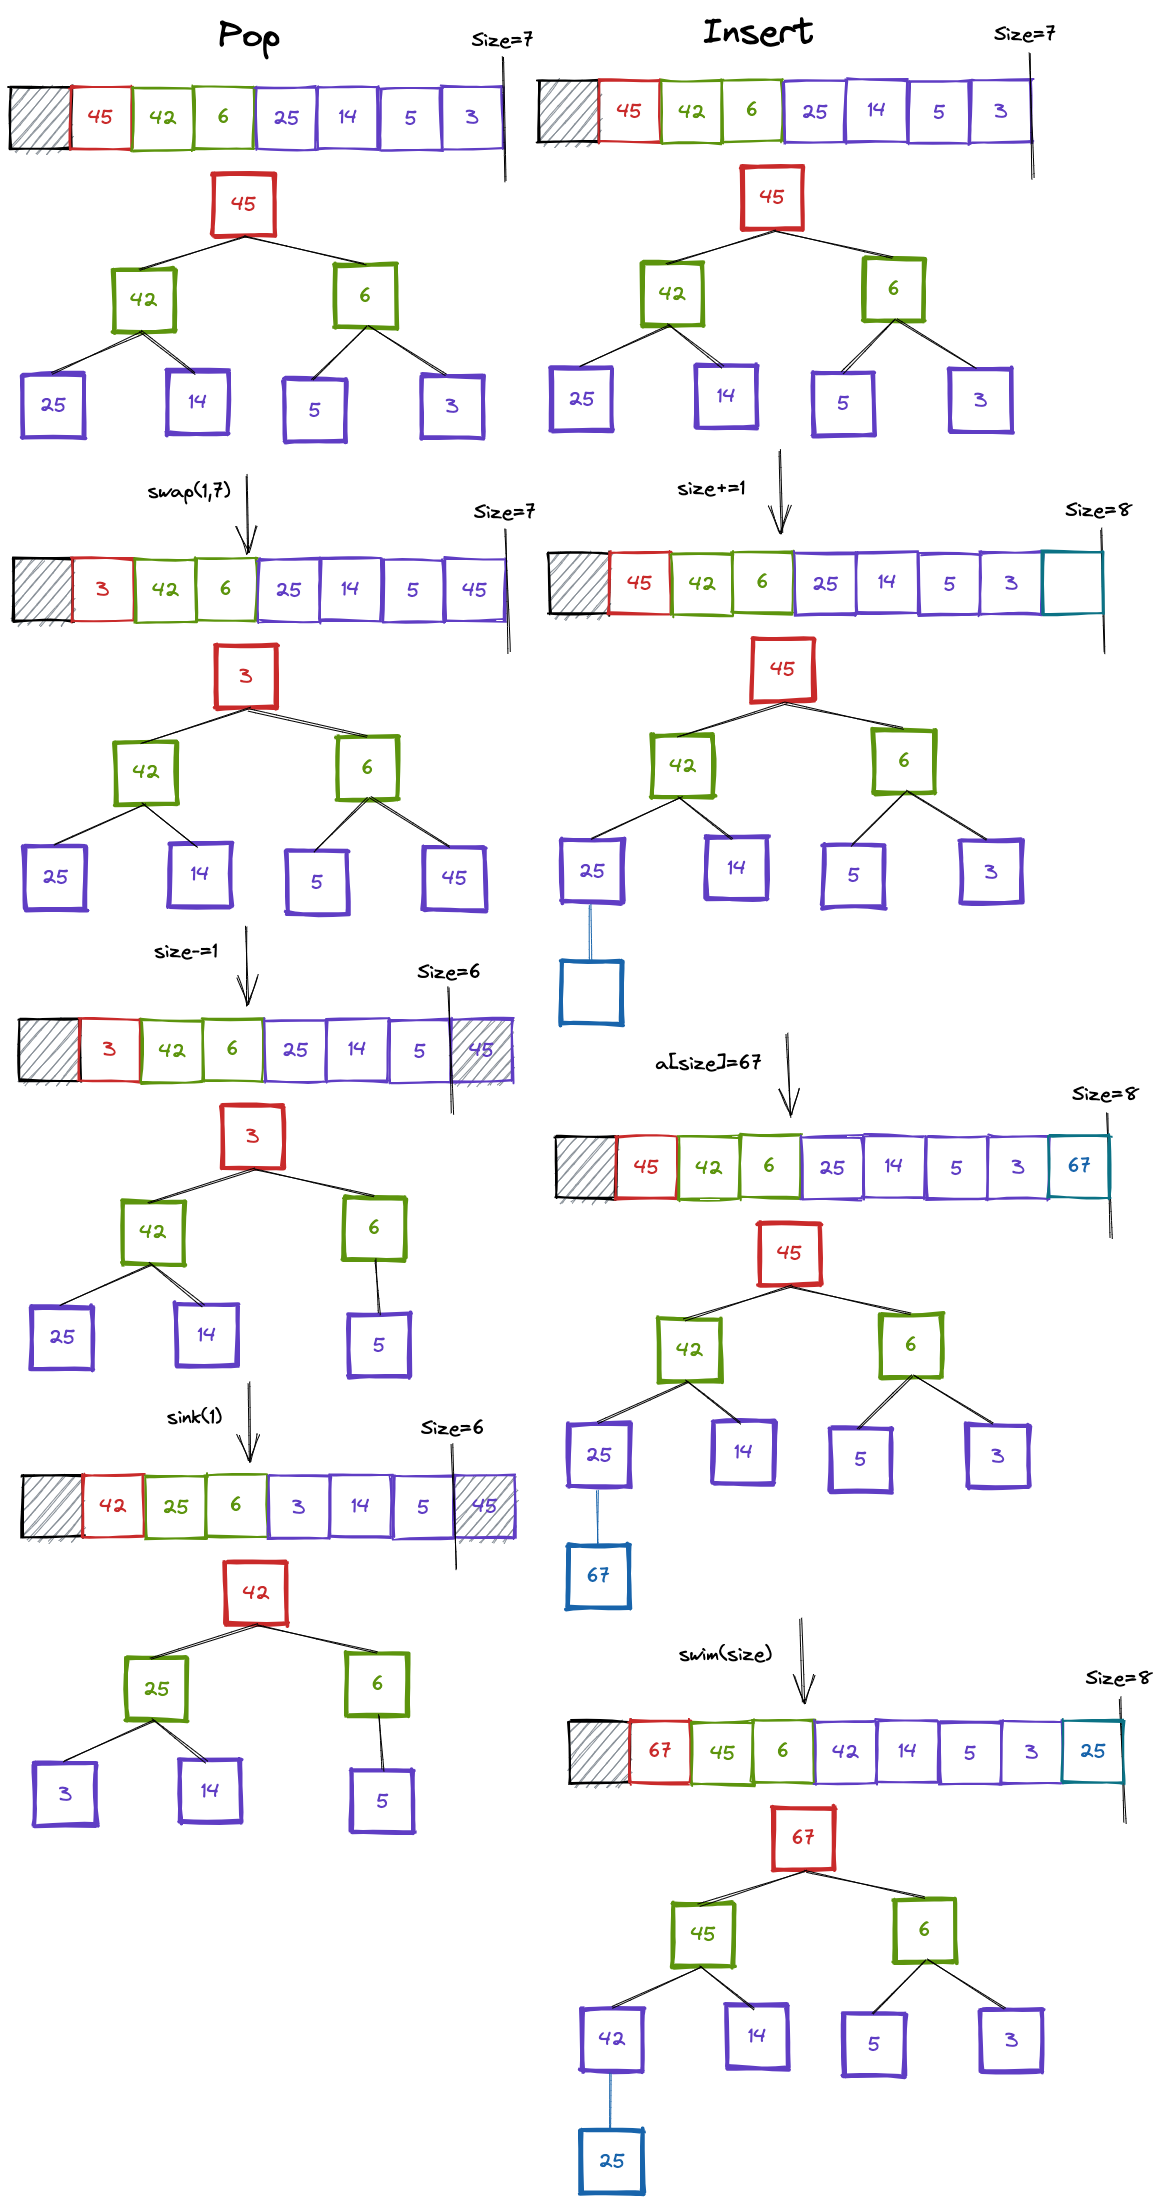 Pop
Size=7
45 42 6 25 14 5 3
45
42 6
25 14 5 3
swap(1,7)
Size=7
3 42 6 25 14 5 45
3
42 6
25 14 5 45
size-=1
Size=6
3 42 6 25 14 5 45
3
42 6
25 14 5
sink(1)
Size=6
42 25 6 3 14 5 45
42
25 6
3 14 5
Insert
Size=7
45 42 6 25 14 5 3
45
42 6
25 14 5 3
size+=1
Size=8
45 42 6 25 14 5 3
45
42 6
25 14 5 3
a[size]=67
Size=8
45 42 6 25 14 5 3 67
45
42 6
25 14 5 3
67
swim(size)
Size=8
67 45 6 42 14 5 3 25
67
45 6
42 14 5 3
25